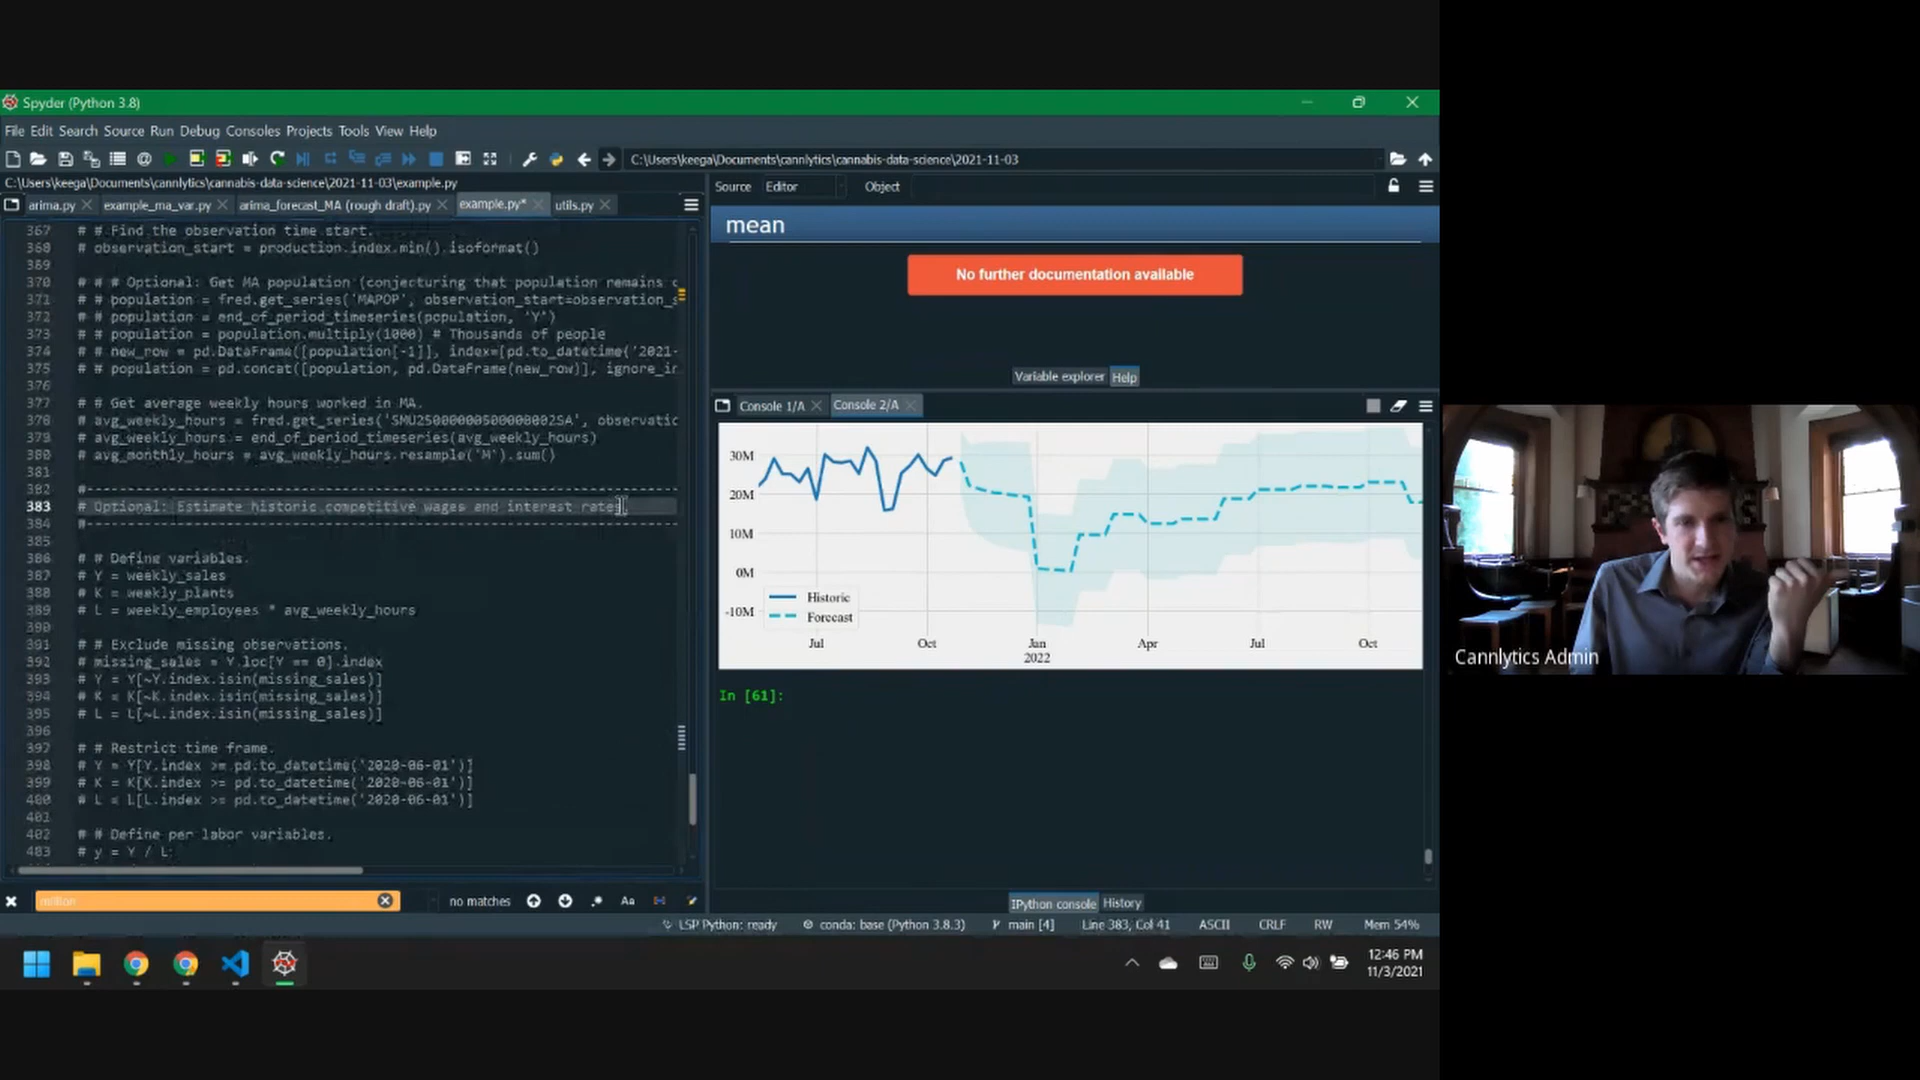 Spyder (Python 3.8)
File Edit Search Source Run Debug Consoles Projects Tools View Help
C:\Users\keega\Documents\cannlytics\cannabis-data-science\2021-11-03
C:\Users\keega\Documents\cannlytics\cannabis-data-science\2021-11-03\example.py
arima.py example_ma_var.py arima_forecast_MA (rough draft).py example.py* utils.py
367 # # Find the observation time start.
368 # observation_start = production.index.min().isoformat()
369
370 # # # Optional: Get MA population (conjecturing that population remains c
371 # # population = fred.get_series('MAPOP', observation_start=observation_s
372 # # population = end_of_period_timeseries(population, 'Y')
373 # # population = population.multiply(1000) # Thousands of people
374 # # new_row = pd.DataFrame([population[-1]], index=[pd.to_datetime('2021-
375 # # population = pd.concat([population, pd.DataFrame(new_row)], ignore_in
376
377 # # Get average weekly hours worked in MA.
378 # avg_weekly_hours = fred.get_series('SMU25000000500000002SA', observatio
379 # avg_weekly_hours = end_of_period_timeseries(avg_weekly_hours)
380 # avg_monthly_hours = avg_weekly_hours.resample('M').sum()
381
382 #--------------------------------------------------------------------------
383 # Optional: Estimate historic competitive wages and interest rates
384 #--------------------------------------------------------------------------
385
386 # # Define variables.
387 # Y = weekly_sales
388 # K = weekly_plants
389 # L = weekly_employees * avg_weekly_hours
390
391 # # Exclude missing observations.
392 # missing_sales = Y.loc[Y == 0].index
393 # Y = Y[~Y.index.isin(missing_sales)]
394 # K = K[~K.index.isin(missing_sales)]
395 # L = L[~L.index.isin(missing_sales)]
396
397 # # Restrict time frame.
398 # Y = Y[Y.index >= pd.to_datetime('2020-06-01')]
399 # K = K[K.index >= pd.to_datetime('2020-06-01')]
400 # L = L[L.index >= pd.to_datetime('2020-06-01')]
401
402 # # Define per labor variables.
403 # y = Y / L
million
no matches
Aa
Source Editor Object
mean
No further documentation available
Variable explorer Help
Console 1/A Console 2/A
30M
20M
10M
0M
-10M
Historic
Forecast
Jul Oct Jan Apr Jul Oct
2022
In [61]:
IPython console History
LSP Python: ready conda: base (Python 3.8.3) main [4] Line 383, Col 41 ASCII CRLF RW Mem 54%
12:46 PM
11/3/2021
Cannlytics Admin